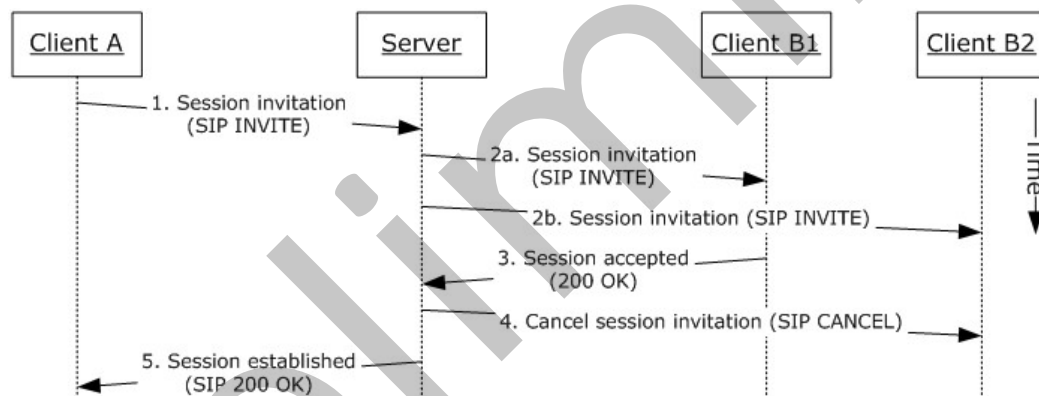 Client A
Server
Client B1
Client B2
1. Session invitation
(SIP INVITE)
Time
2a. Session invitation
(SIP INVITE)
2b. Session invitation (SIP INVITE)
3. Session accepted
(200 OK)
4. Cancel session invitation (SIP CANCEL)
5. Session established
(SIP 200 OK)